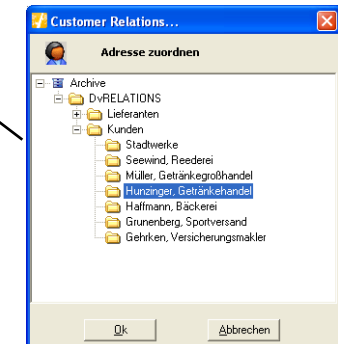 Customer Relations...
Adresse zuordnen
Archive
DvRELATIONS
Lieferanten
Kunden
Stadtwerke
Seewind, Reederei
Müller, Getränkegroßhandel
Hunzinger, Getränkehandel
Haffmann, Bäckerei
Grunenberg, Sportversand
Gehrken, Versicherungsmakler
Ok
Abbrechen